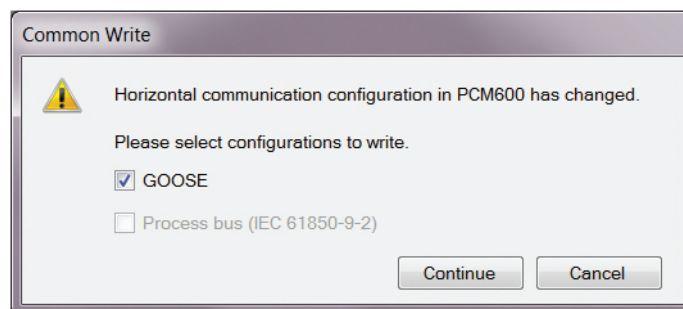 Common Write
Horizontal communication configuration in PCM600 has changed.
Please select configurations to write.
GOOSE
Process bus (IEC 61850-9-2)
Continue Cancel